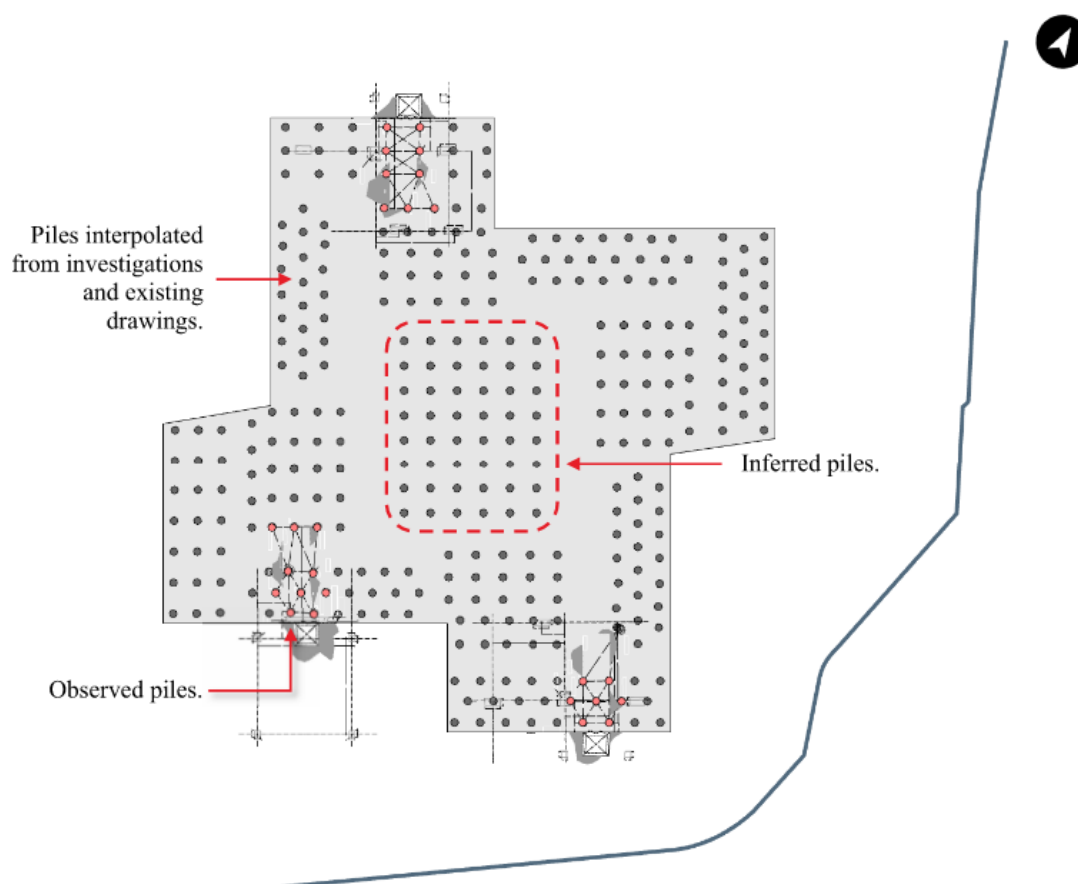 Piles interpolated
from investigations
and existing
drawings.
Inferred piles.
Observed piles.